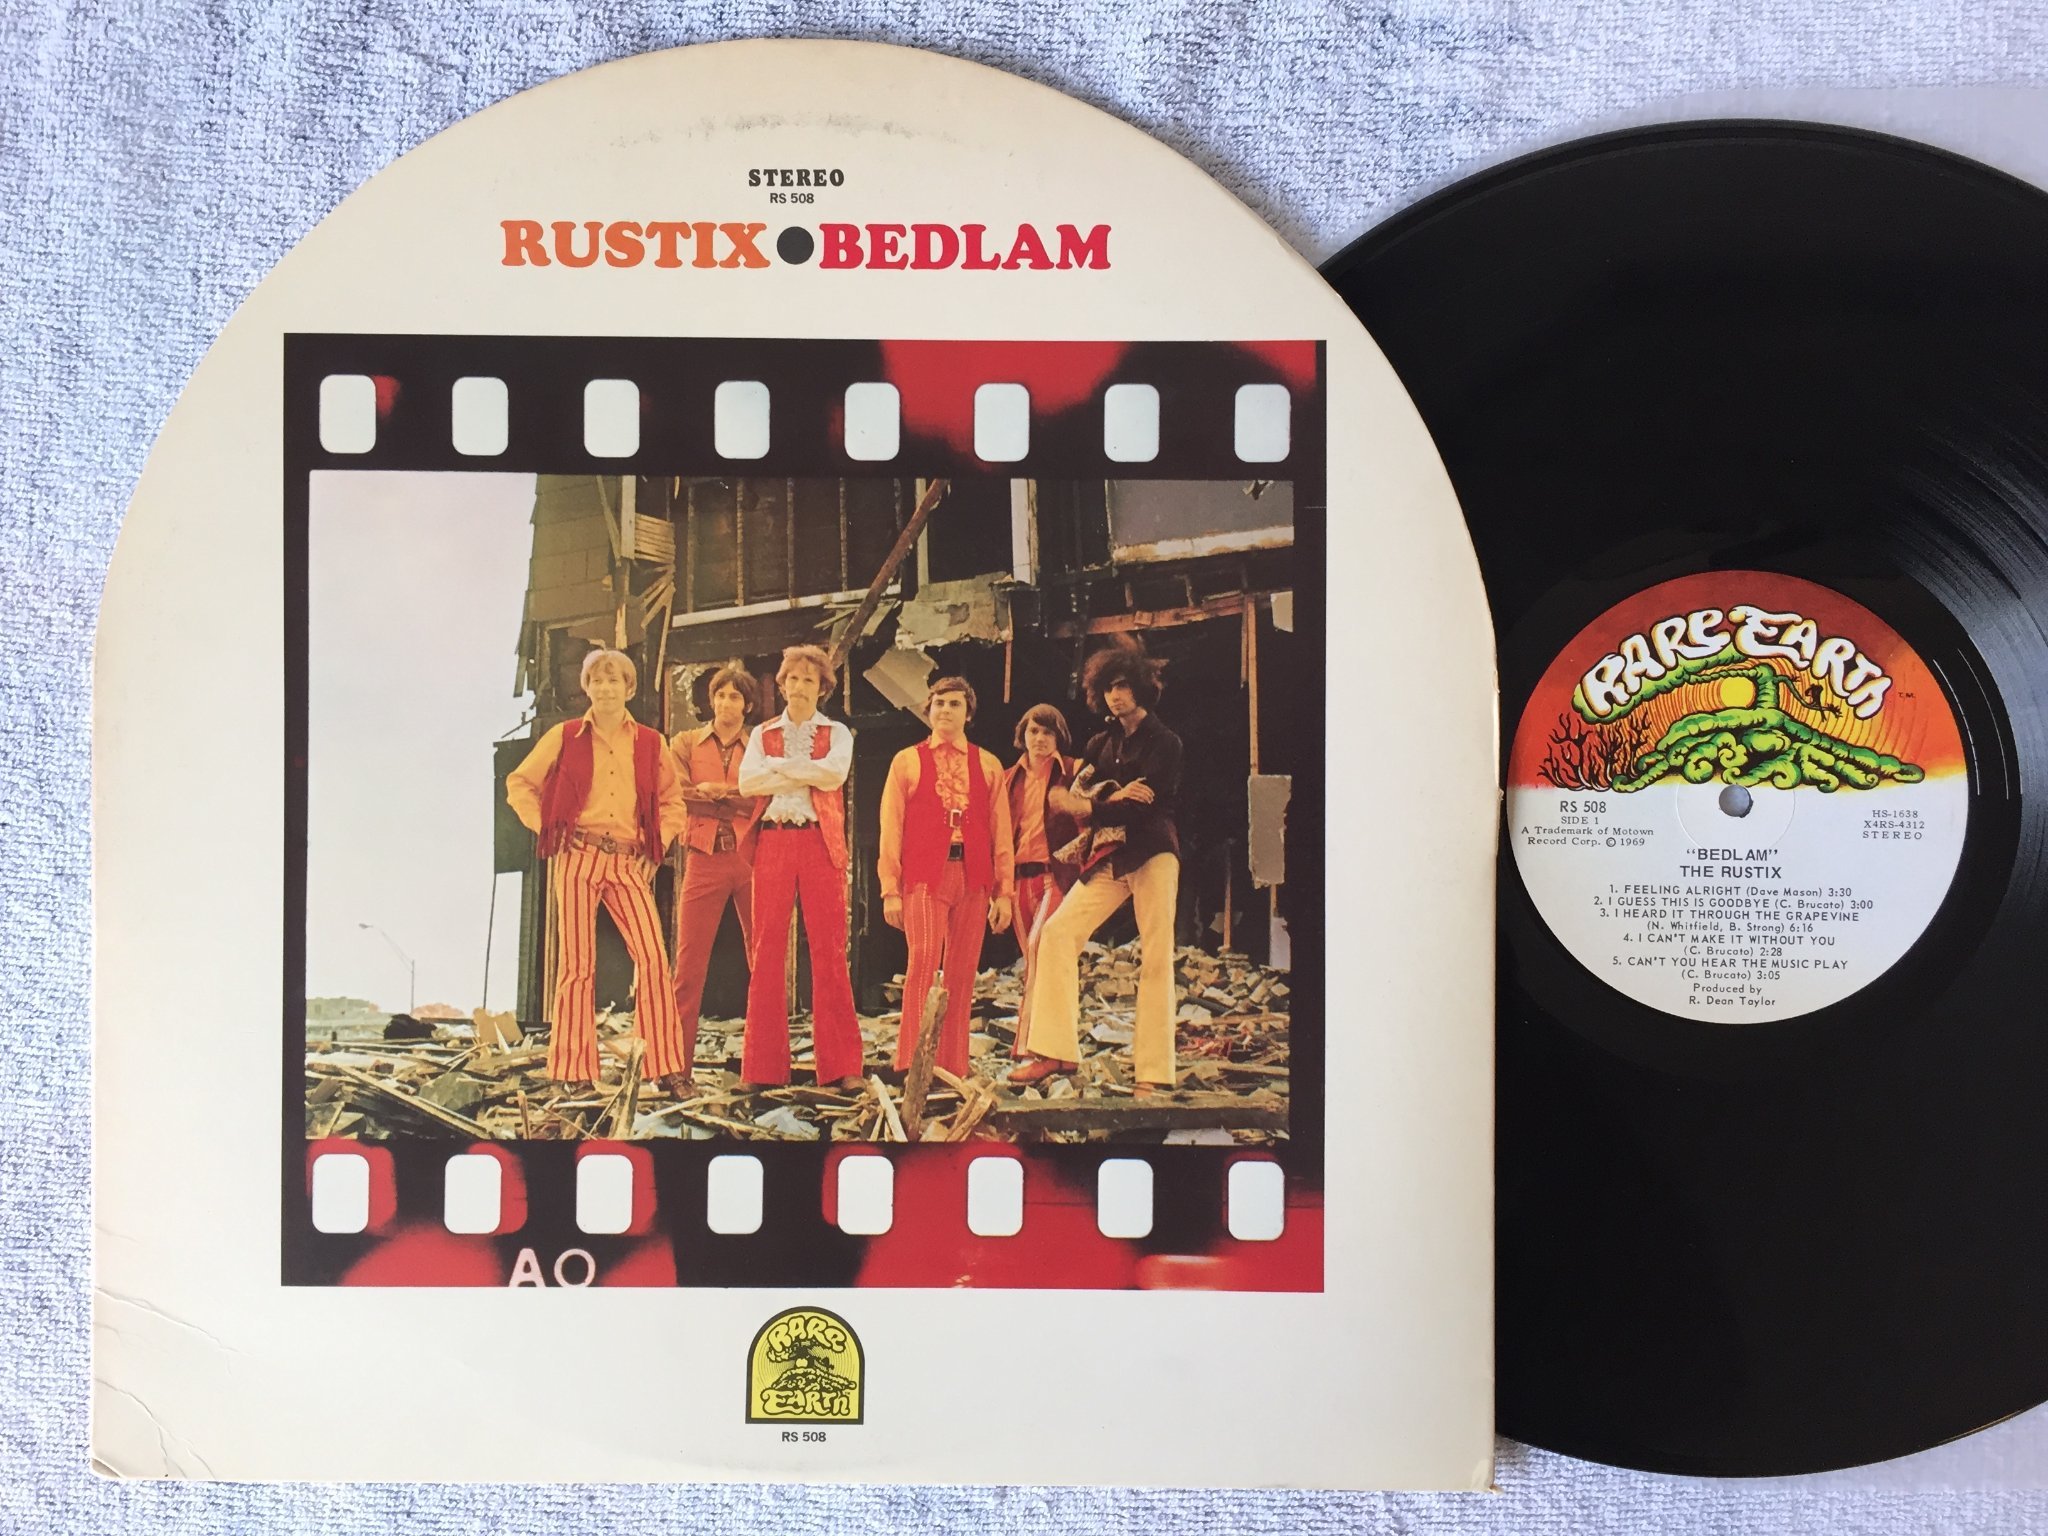 STEREO
RS 508
RUSTIX●BEDLAM
AO
RARE
EARTH
RS 508
RARE EARTH
T.M.
RS 508
SIDE 1
A Trademark of Motown
Record Corp. © 1969
HS-1638
X4RS-4312
STEREO
"BEDLAM"
THE RUSTIX
1. FEELING ALRIGHT (Dave Mason) 3:30
2. I GUESS THIS IS GOODBYE (C. Brucato) 3:00
3. I HEARD IT THROUGH THE GRAPEVINE
(N. Whitfield, B. Strong) 6:16
4. I CAN'T MAKE IT WITHOUT YOU
(C. Brucato) 2:28
5. CAN'T YOU HEAR THE MUSIC PLAY
(C. Brucato) 3:05
Produced by
R. Dean Taylor